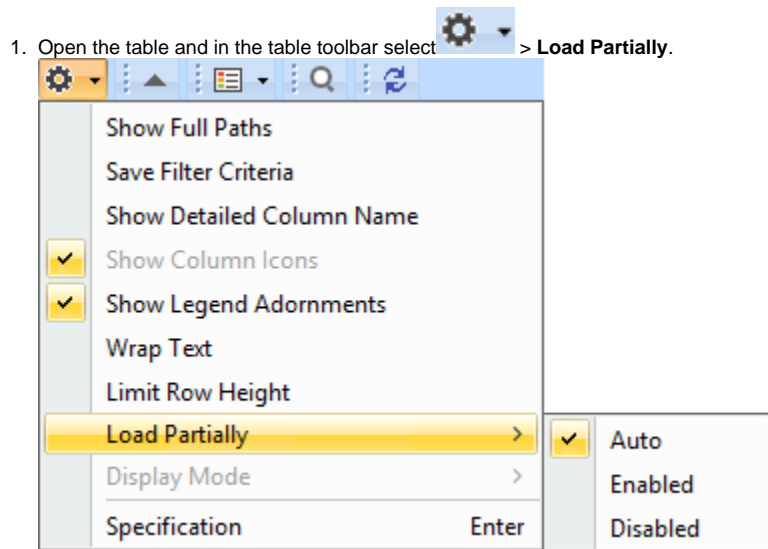 1. Open the table and in the table toolbar select > Load Partially.
Show Full Paths
Save Filter Criteria
Show Detailed Column Name
Show Column Icons
Show Legend Adornments
Wrap Text
Limit Row Height
Load Partially > Auto
Display Mode > Enabled
Specification Enter Disabled